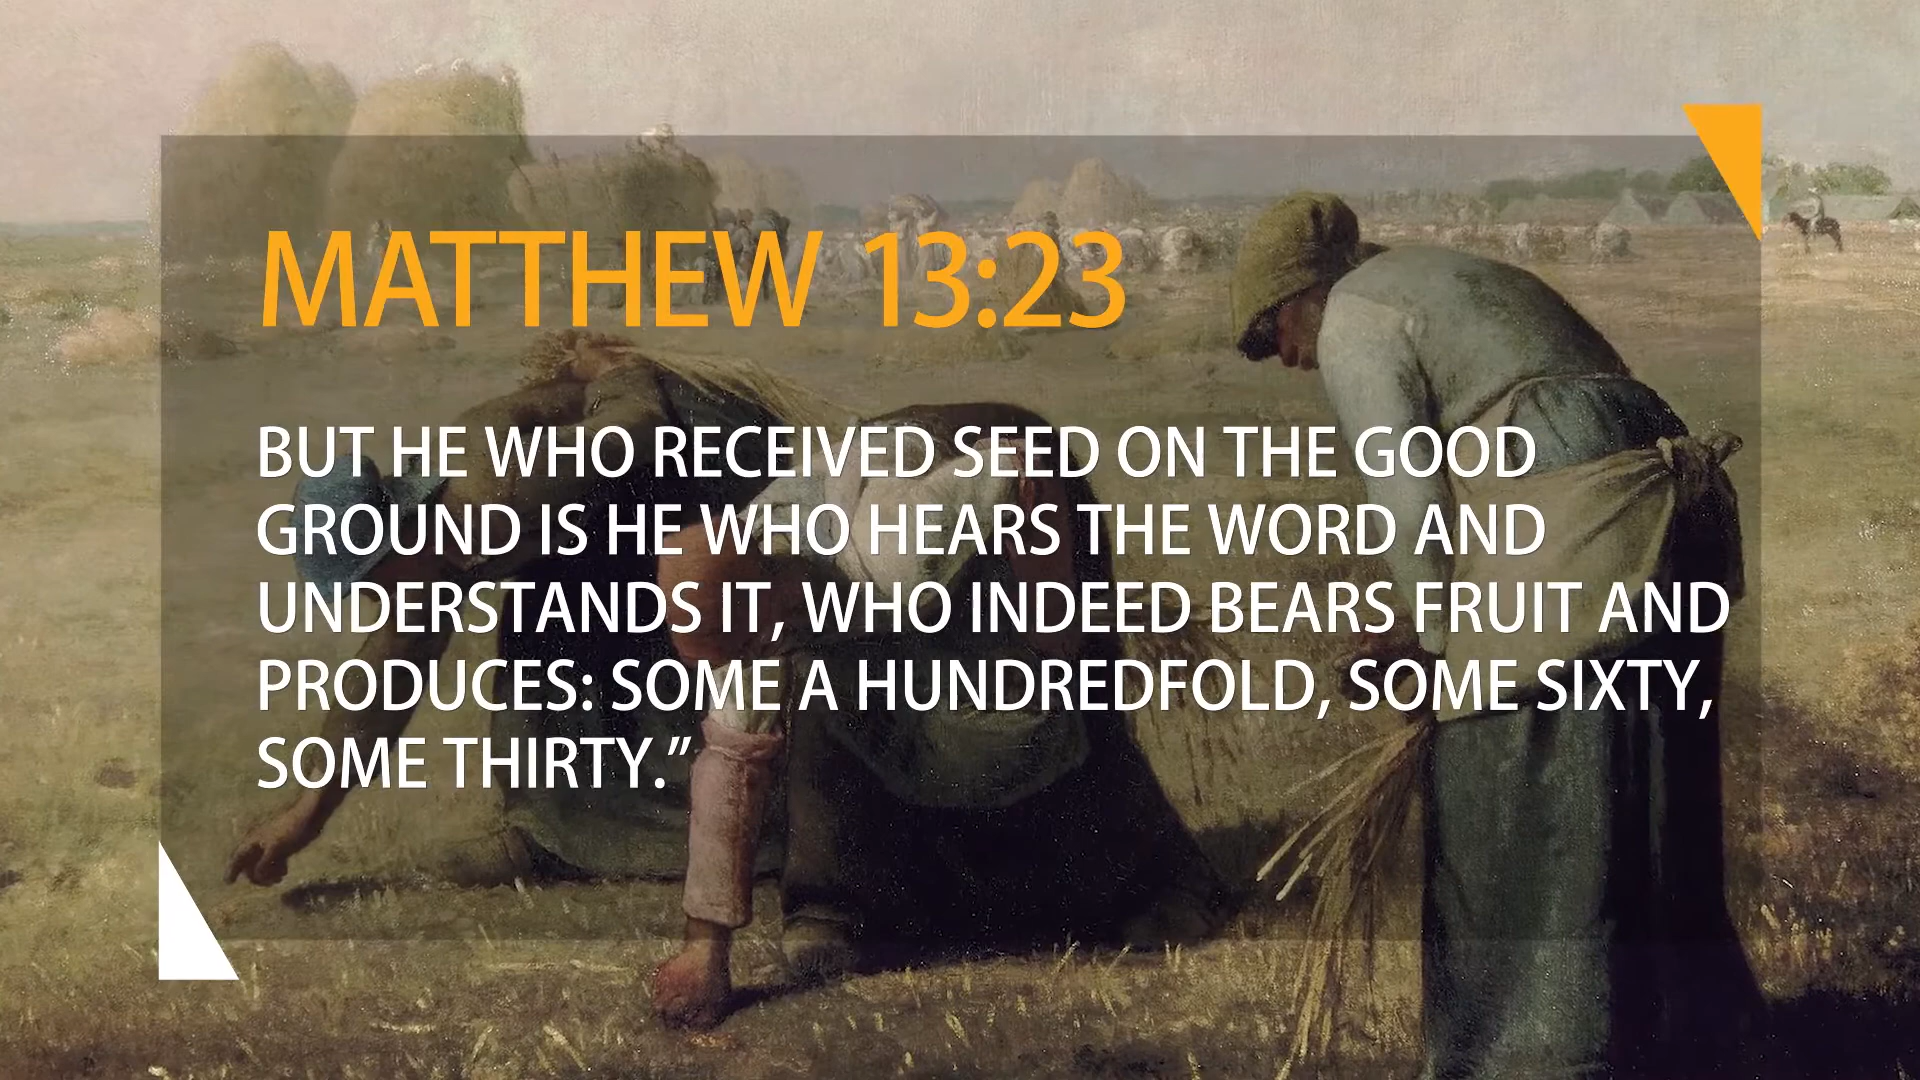 MATTHEW 13:23
BUT HE WHO RECEIVED SEED ON THE GOOD
GROUND IS HE WHO HEARS THE WORD AND
UNDERSTANDS IT, WHO INDEED BEARS FRUIT AND
PRODUCES: SOME A HUNDREDFOLD, SOME SIXTY,
SOME THIRTY.”